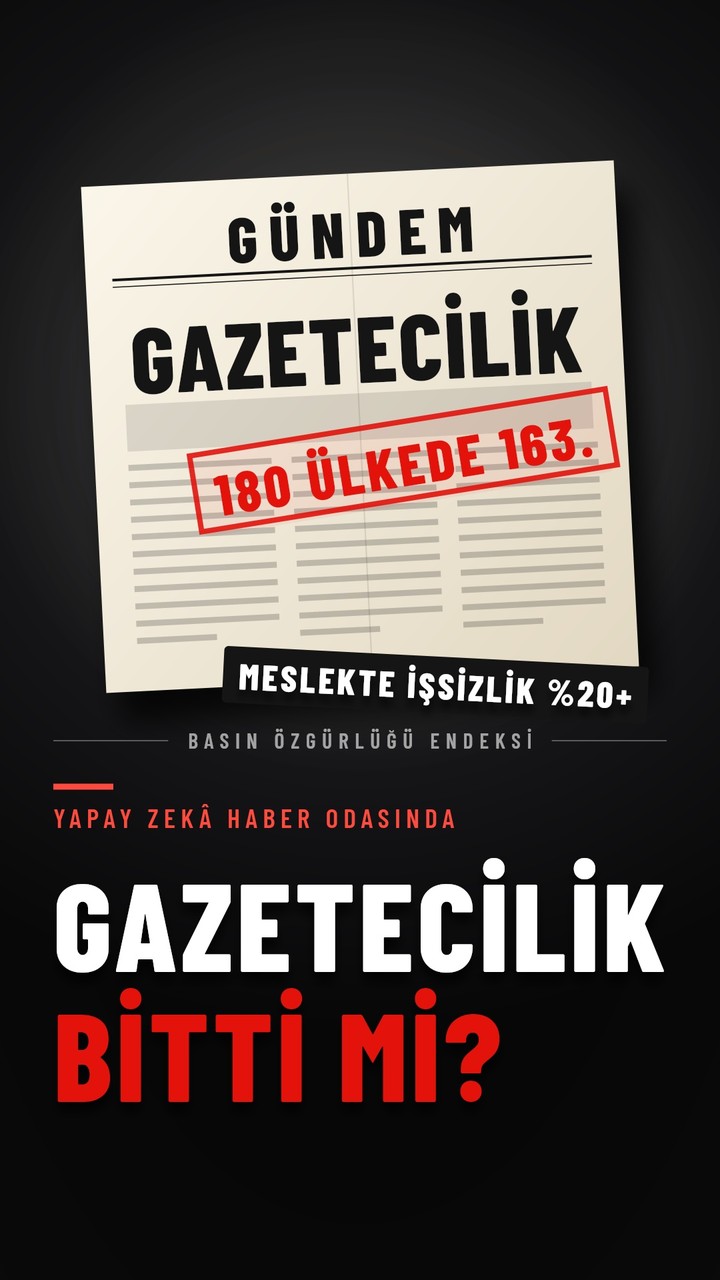 GÜNDEM
GAZETECİLİK
180 ÜLKEDE 163.
MESLEKTE İŞSİZLİK %20+
BASIN ÖZGÜRLÜĞÜ ENDEKSİ
YAPAY ZEKÂ HABER ODASINDA
GAZETECİLİK
BİTTİ Mİ?